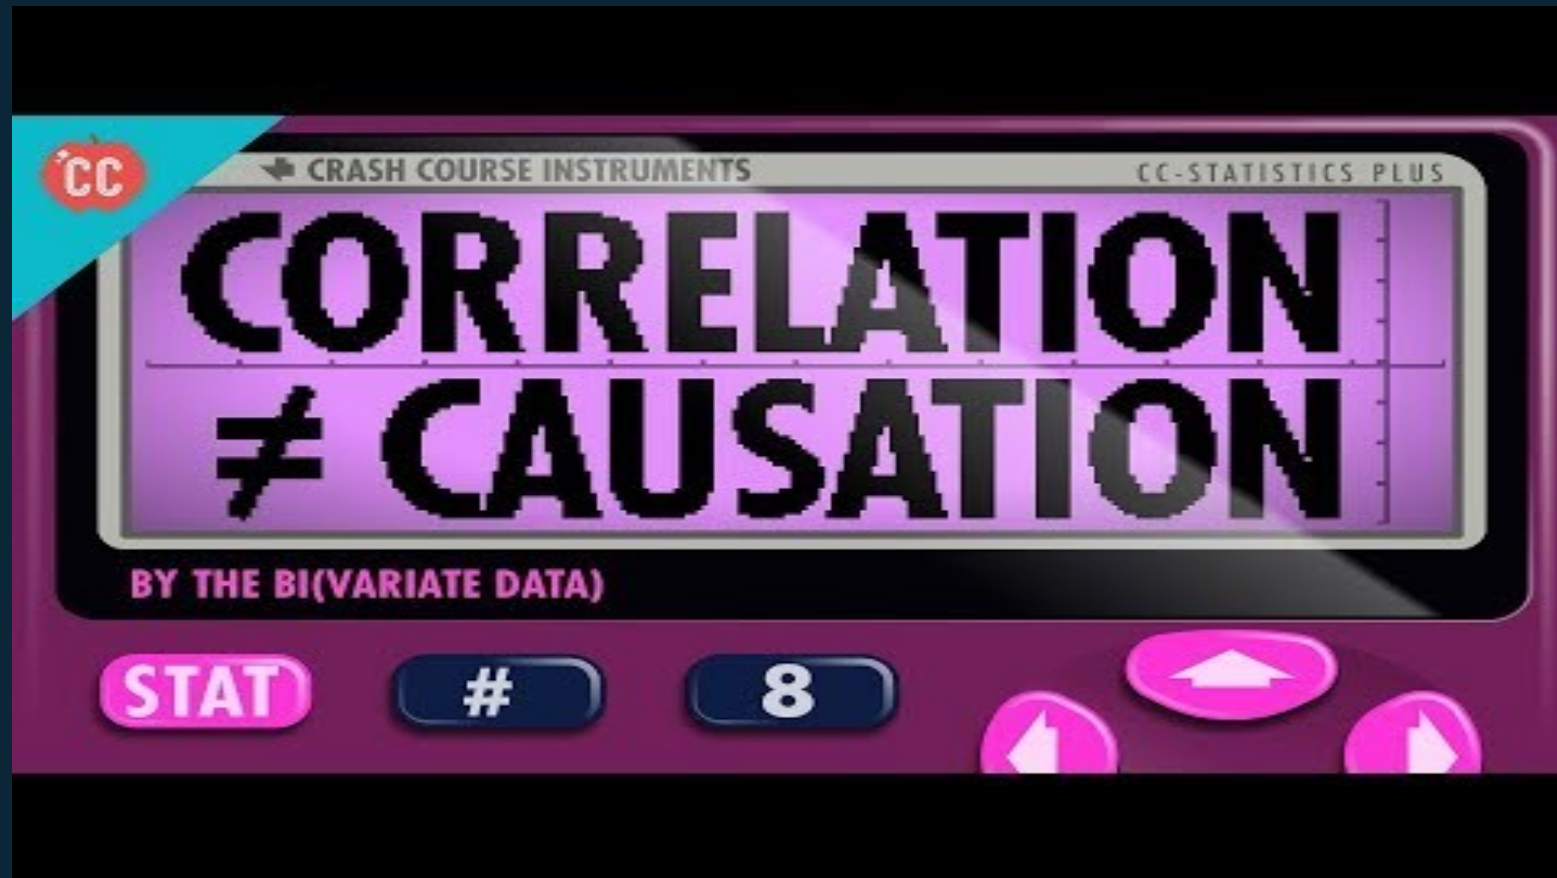 CC
CRASH COURSE INSTRUMENTS
CC-STATISTICS PLUS
CORRELATION
≠ CAUSATION
BY THE BI(VARIATE DATA)
STAT # 8